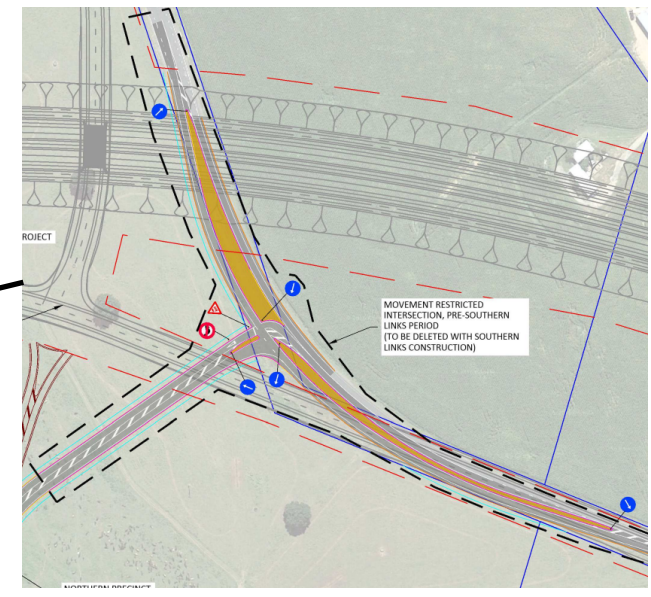 ROJECT
MOVEMENT RESTRICTED
INTERSECTION, PRE-SOUTHERN
LINKS PERIOD
(TO BE DELETED WITH SOUTHERN
LINKS CONSTRUCTION)
NORTHERN PRECINCT